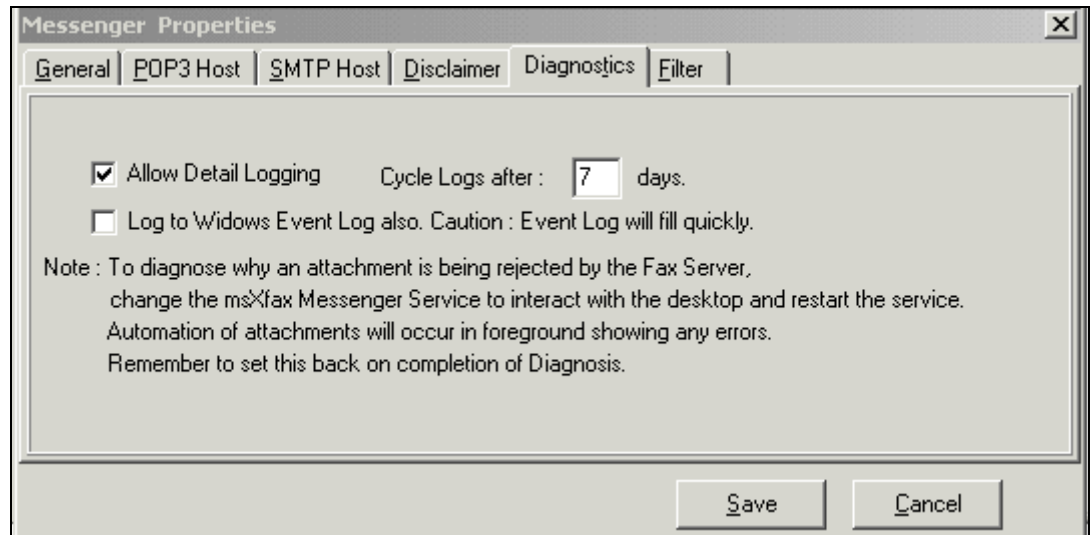 Messenger Properties
General POP3 Host SMTP Host Disclaimer Diagnostics Filter
Allow Detail Logging Cycle Logs after : 7 days.
Log to Widows Event Log also. Caution : Event Log will fill quickly.
Note : To diagnose why an attachment is being rejected by the Fax Server,
change the msXfax Messenger Service to interact with the desktop and restart the service.
Automation of attachments will occur in foreground showing any errors.
Remember to set this back on completion of Diagnosis.
Save Cancel